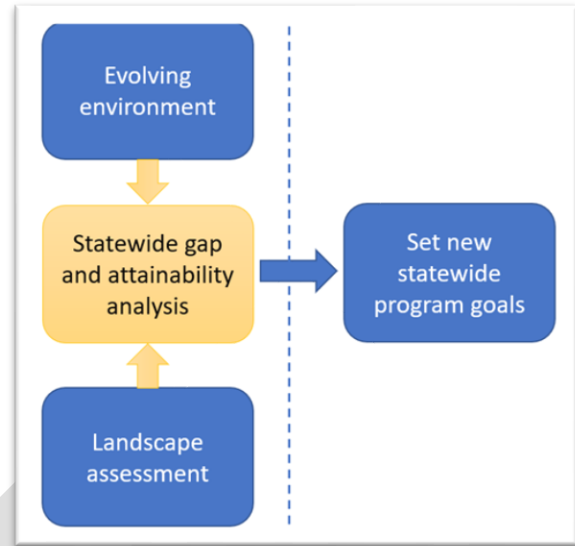 Evolving
environment
Statewide gap
and attainability
analysis
Set new
statewide
program goals
Landscape
assessment